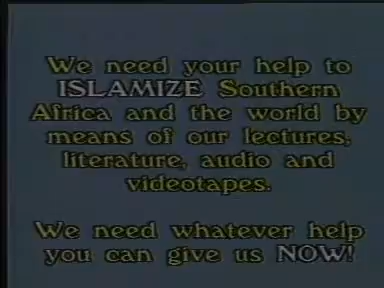 We need your help to
ISLAMIZE Southern
Africa and the world by
means of our lectures,
literature, audio and
videotapes.
We need whatever help
you can give us NOW!